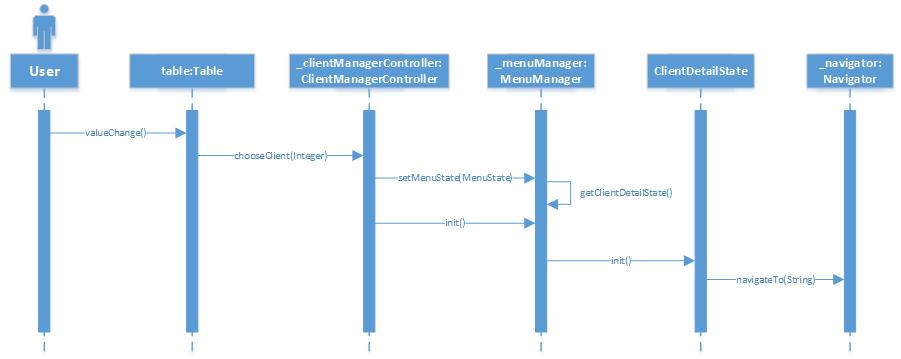 User
table:Table
_clientManagerController:
ClientManagerController
_menuManager:
MenuManager
ClientDetailState
_navigator:
Navigator
valueChange()
chooseClient(Integer)
setMenuState(MenuState)
getClientDetailState()
init()
init()
navigateTo(String)